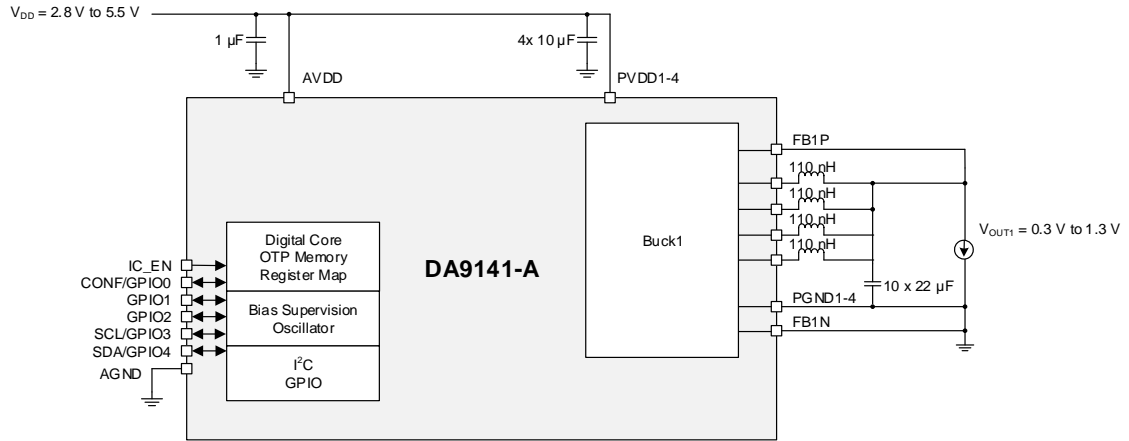 V_DD = 2.8 V to 5.5 V
1 µF
4x 10 µF
AVDD
PVDD1-4
FB1P
110 nH
110 nH
110 nH
110 nH
Buck1
V_OUT1 = 0.3 V to 1.3 V
10 x 22 µF
PGND1-4
FB1N
DA9141-A
Digital Core
OTP Memory
Register Map
Bias Supervision
Oscillator
I²C
GPIO
IC_EN
CONF/GPIO0
GPIO1
GPIO2
SCL/GPIO3
SDA/GPIO4
AGND